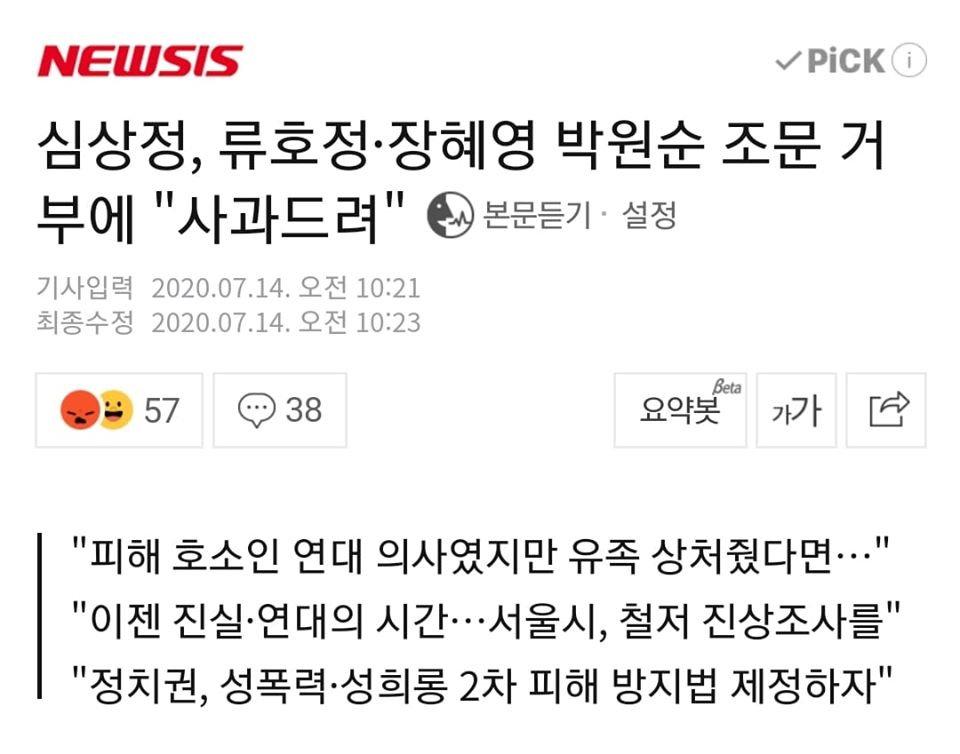 NEWSIS
✓PiCK i
심상정, 류호정·장혜영 박원순 조문 거
부에 "사과드려" 본문듣기 · 설정
기사입력 2020.07.14. 오전 10:21
최종수정 2020.07.14. 오전 10:23
57 38 요약봇 Beta 가가
"피해 호소인 연대 의사였지만 유족 상처줬다면…"
"이젠 진실·연대의 시간…서울시, 철저 진상조사를"
"정치권, 성폭력·성희롱 2차 피해 방지법 제정하자"